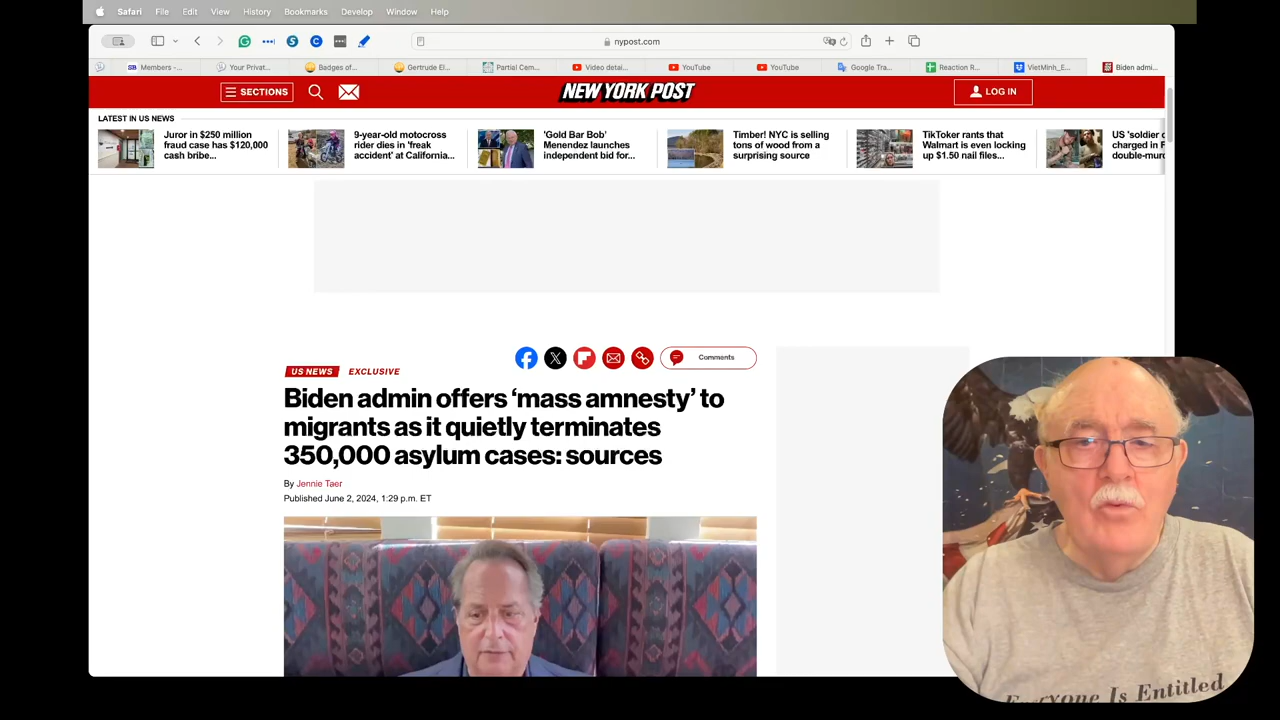 Safari File Edit View History Bookmarks Develop Window Help
nypost.com
SB Members -... Your Privat... Badges of... Gertrude El... Partial Cem... Video detai... YouTube YouTube Google Tra... Reaction R... VietMinh_E... Biden admi...
SECTIONS
NEW YORK POST
LOG IN
LATEST IN US NEWS
Juror in $250 million
fraud case has $120,000
cash bribe...
9-year-old motocross
rider dies in 'freak
accident' at California...
'Gold Bar Bob'
Menendez launches
independent bid for...
Timber! NYC is selling
tons of wood from a
surprising source
TikToker rants that
Walmart is even locking
up $1.50 nail files...
US 'soldier
charged in F
double-mur
Comments
US NEWS EXCLUSIVE
Biden admin offers ‘mass amnesty’ to
migrants as it quietly terminates
350,000 asylum cases: sources
By Jennie Taer
Published June 2, 2024, 1:29 p.m. ET
Everyone Is Entitled